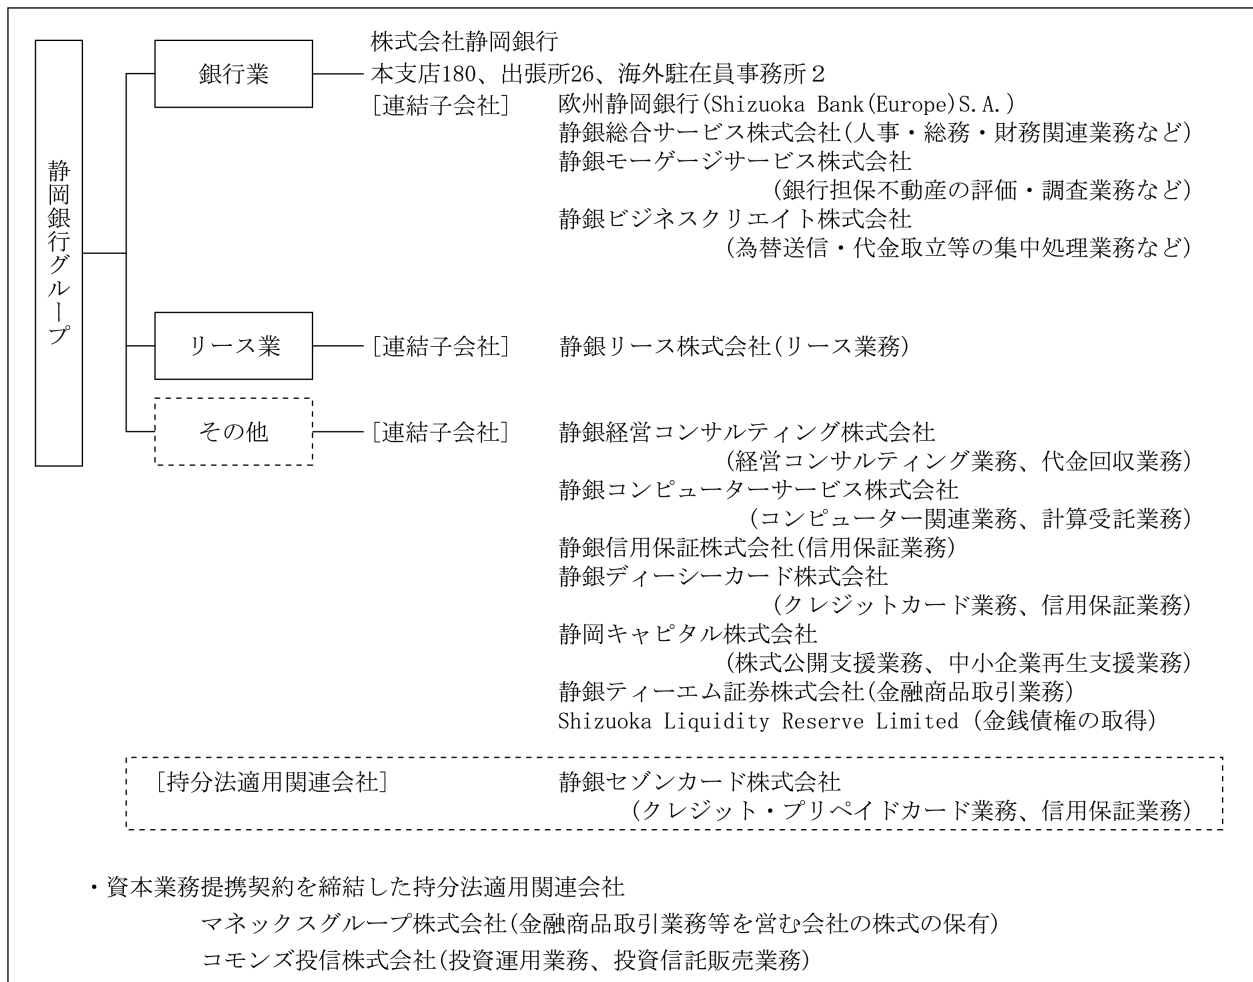 静岡銀行グループ
銀行業
株式会社静岡銀行
本支店180、出張所26、海外駐在員事務所２
[連結子会社] 欧州静岡銀行(Shizuoka Bank(Europe)S.A.)
静銀総合サービス株式会社(人事・総務・財務関連業務など)
静銀モーゲージサービス株式会社
(銀行担保不動産の評価・調査業務など)
静銀ビジネスクリエイト株式会社
(為替送信・代金取立等の集中処理業務など)
リース業 [連結子会社] 静銀リース株式会社(リース業務)
その他 [連結子会社] 静銀経営コンサルティング株式会社
(経営コンサルティング業務、代金回収業務)
静銀コンピューターサービス株式会社
(コンピューター関連業務、計算受託業務)
静銀信用保証株式会社(信用保証業務)
静銀ディーシーカード株式会社
(クレジットカード業務、信用保証業務)
静岡キャピタル株式会社
(株式公開支援業務、中小企業再生支援業務)
静銀ティーエム証券株式会社(金融商品取引業務)
Shizuoka Liquidity Reserve Limited (金銭債権の取得)
[持分法適用関連会社] 静銀セゾンカード株式会社
(クレジット・プリペイドカード業務、信用保証業務)
・資本業務提携契約を締結した持分法適用関連会社
マネックスグループ株式会社(金融商品取引業務等を営む会社の株式の保有)
コモンズ投信株式会社(投資運用業務、投資信託販売業務)